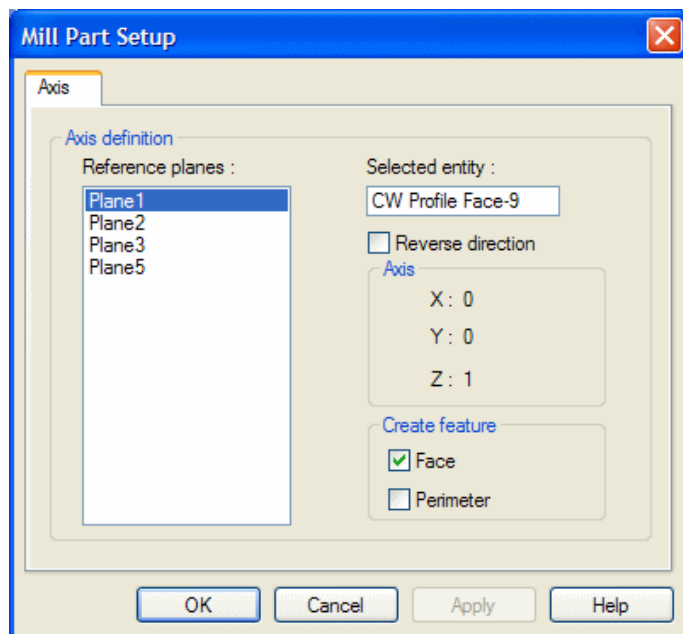 Mill Part Setup
Axis
Axis definition
Reference planes :
Plane1
Plane2
Plane3
Plane5
Selected entity :
CW Profile Face-9
Reverse direction
Axis
X : 0
Y : 0
Z : 1
Create feature
Face
Perimeter
OK
Cancel
Apply
Help